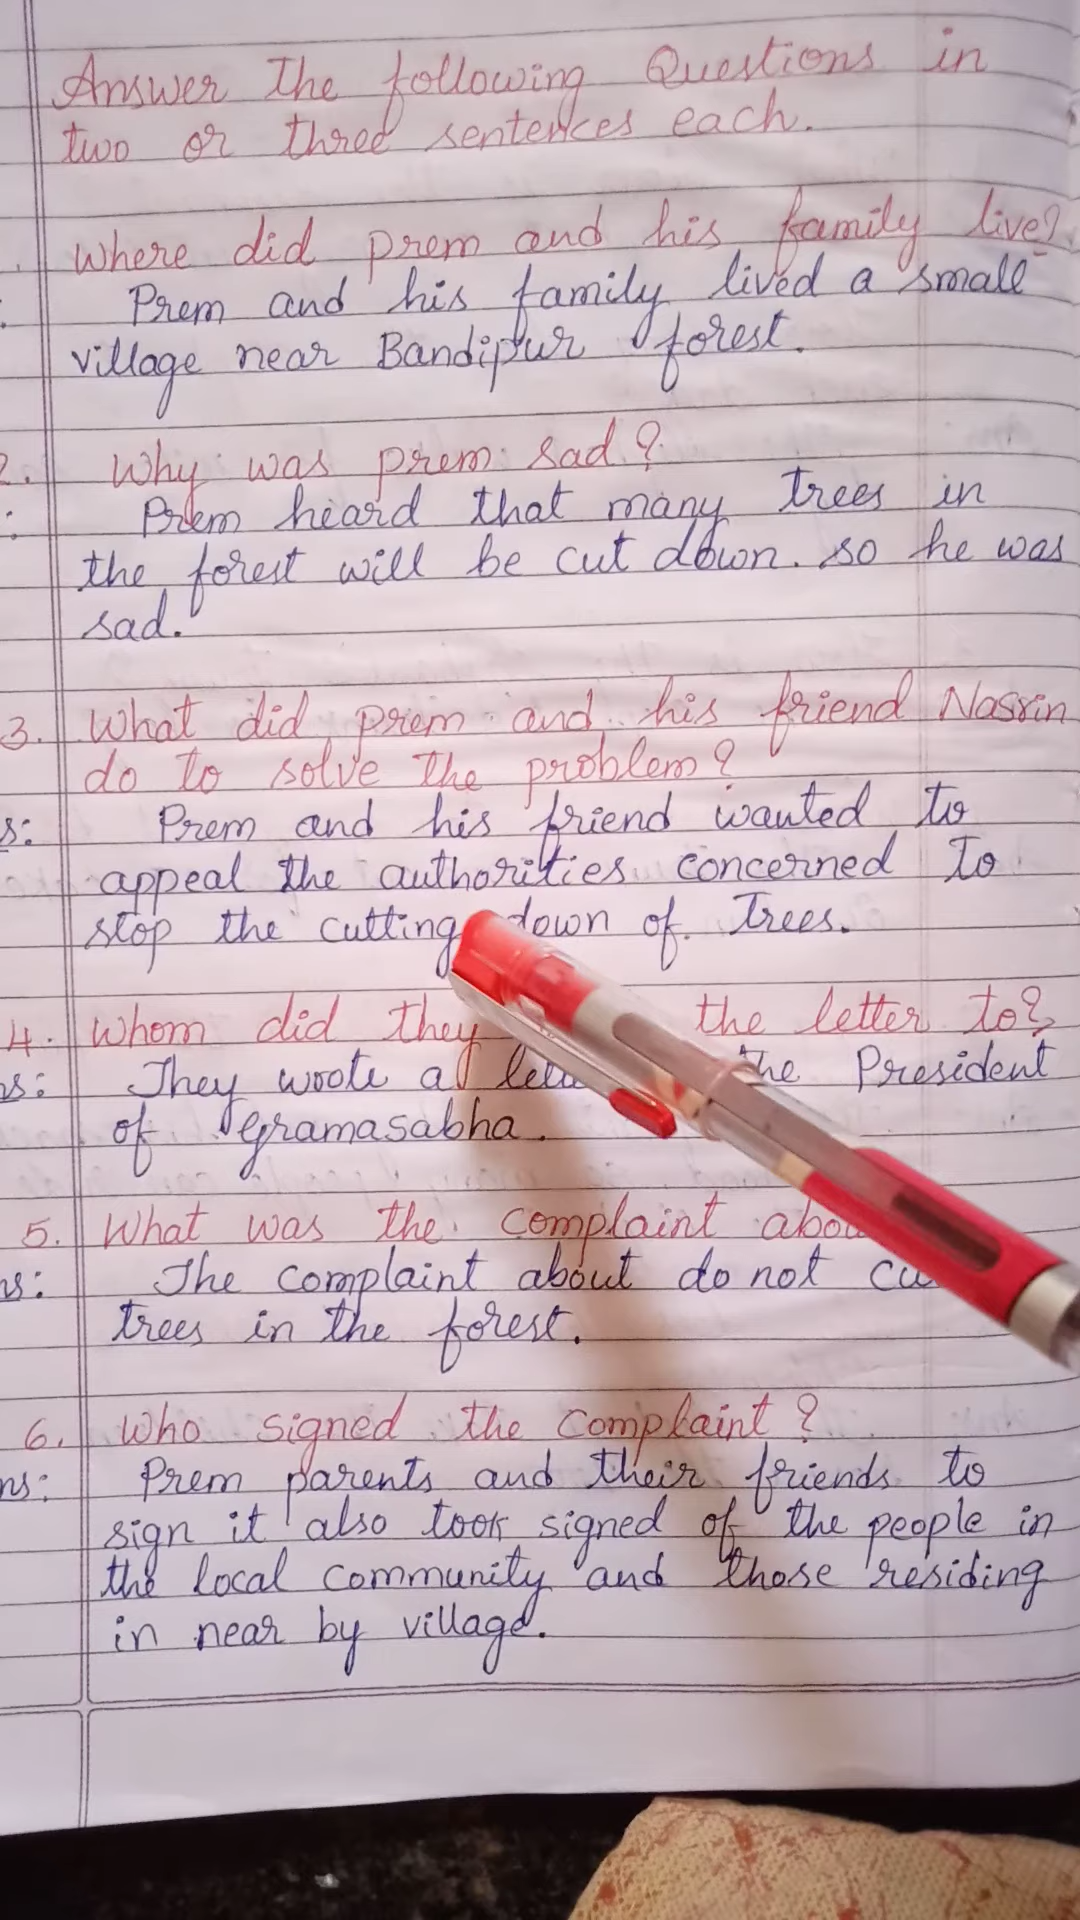 Answer The following Questions in
two or three sentences each.
Where did prem and his family live?
Prem and his family lived a small
village near Bandipur forest.
2. Why was prem sad?
Prem heard that many trees in
the forest will be cut down. so he was
sad.
3. What did prem and his friend Nasrin
do to solve the problem?
s: Prem and his friend wanted to
appeal the authorities concerned to
stop the cutting down of trees.
4. Whom did they the letter to?
ns: They wrote a the President
of Gramasabha.
5. What was the complaint
ns: The complaint about do not
trees in the forest.
6. Who signed the complaint?
ns: Prem parents and their friends to
sign it also took signed of the people in
the local community and those residing
in near by village.